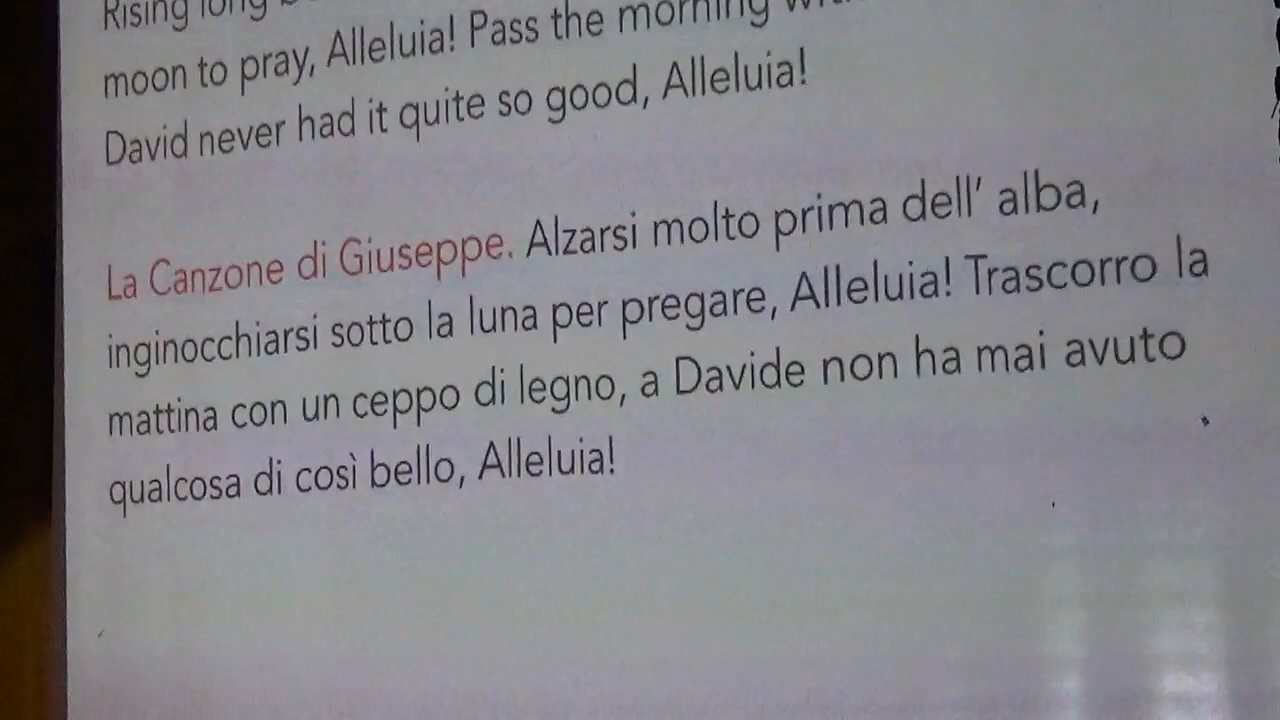 Rising long
moon to pray, Alleluia! Pass the morning
David never had it quite so good, Alleluia!
La Canzone di Giuseppe. Alzarsi molto prima dell’ alba,
inginocchiarsi sotto la luna per pregare, Alleluia! Trascorro la
mattina con un ceppo di legno, a Davide non ha mai avuto
qualcosa di così bello, Alleluia!